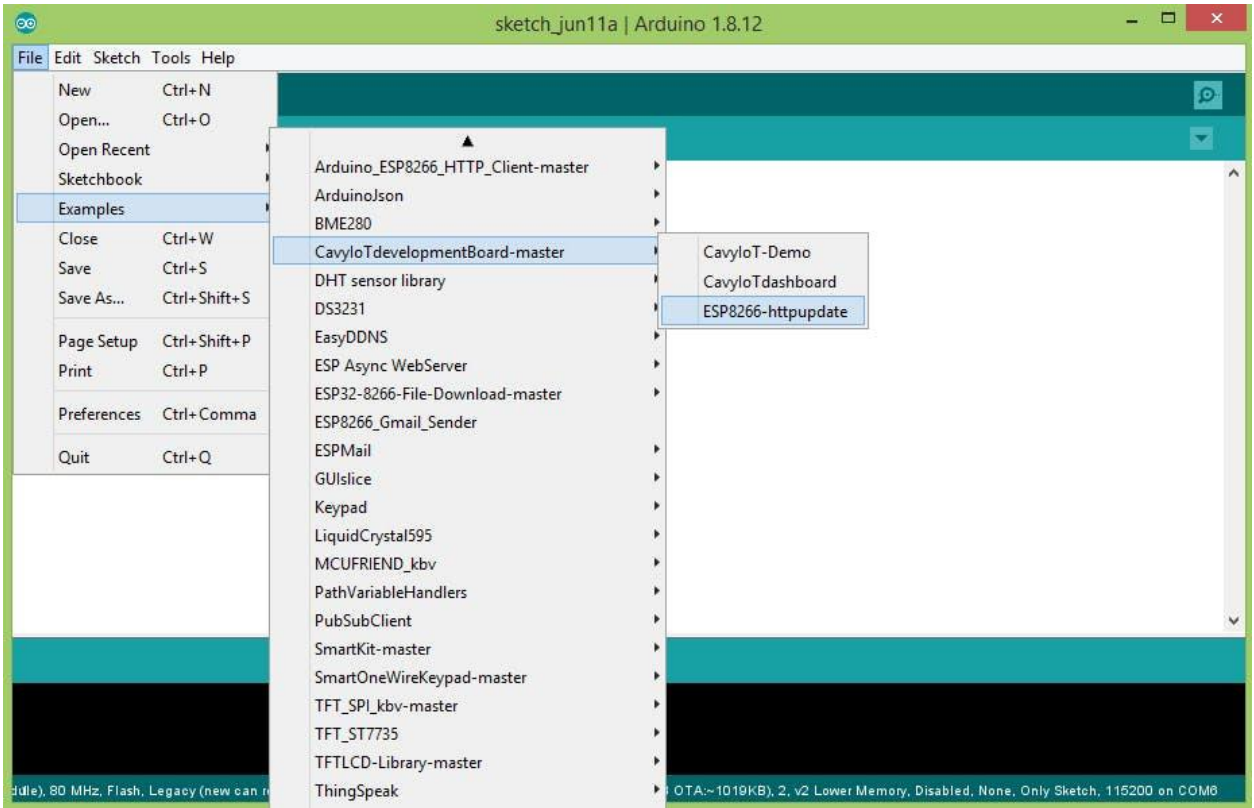 sketch_jun11a | Arduino 1.8.12
File Edit Sketch Tools Help
New Ctrl+N
Open... Ctrl+O
Open Recent
Sketchbook
Examples
Close Ctrl+W
Save Ctrl+S
Save As... Ctrl+Shift+S
Page Setup Ctrl+Shift+P
Print Ctrl+P
Preferences Ctrl+Comma
Quit Ctrl+Q
Arduino_ESP8266_HTTP_Client-master
ArduinoJson
BME280
CavyIoTdevelopmentBoard-master
DHT sensor library
DS3231
EasyDDNS
ESP Async WebServer
ESP32-8266-File-Download-master
ESP8266_Gmail_Sender
ESPMail
GUIslice
Keypad
LiquidCrystal595
MCUFRIEND_kbv
PathVariableHandlers
PubSubClient
SmartKit-master
SmartOneWireKeypad-master
TFT_SPI_kbv-master
TFT_ST7735
TFTLCD-Library-master
ThingSpeak
CavyIoT-Demo
CavyIoTdashboard
ESP8266-httpupdate
80 MHz, Flash, Legacy (new can OTA:~1019KB), 2, v2 Lower Memory, Disabled, None, Only Sketch, 115200 on COM6